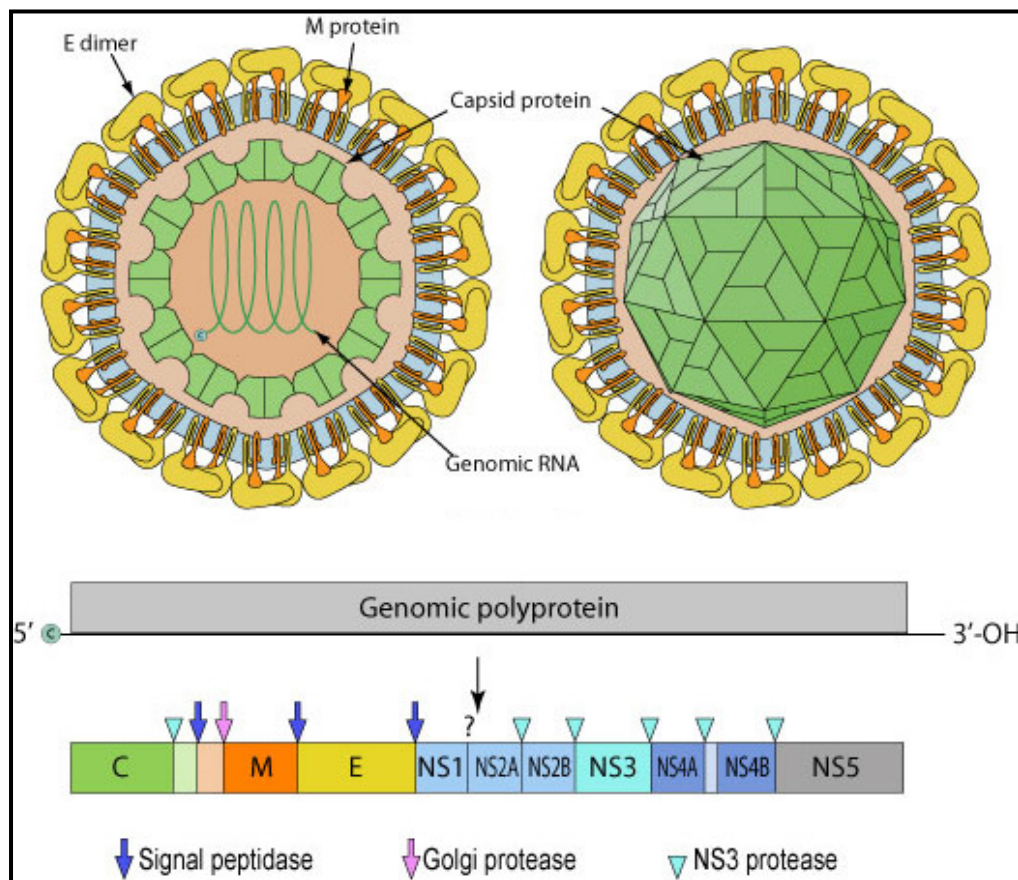 M protein
E dimer
Capsid protein
Genomic RNA
Genomic polyprotein
5′ C 3′-OH
?
C M E NS1 NS2A NS2B NS3 NS4A NS4B NS5
Signal peptidase Golgi protease NS3 protease